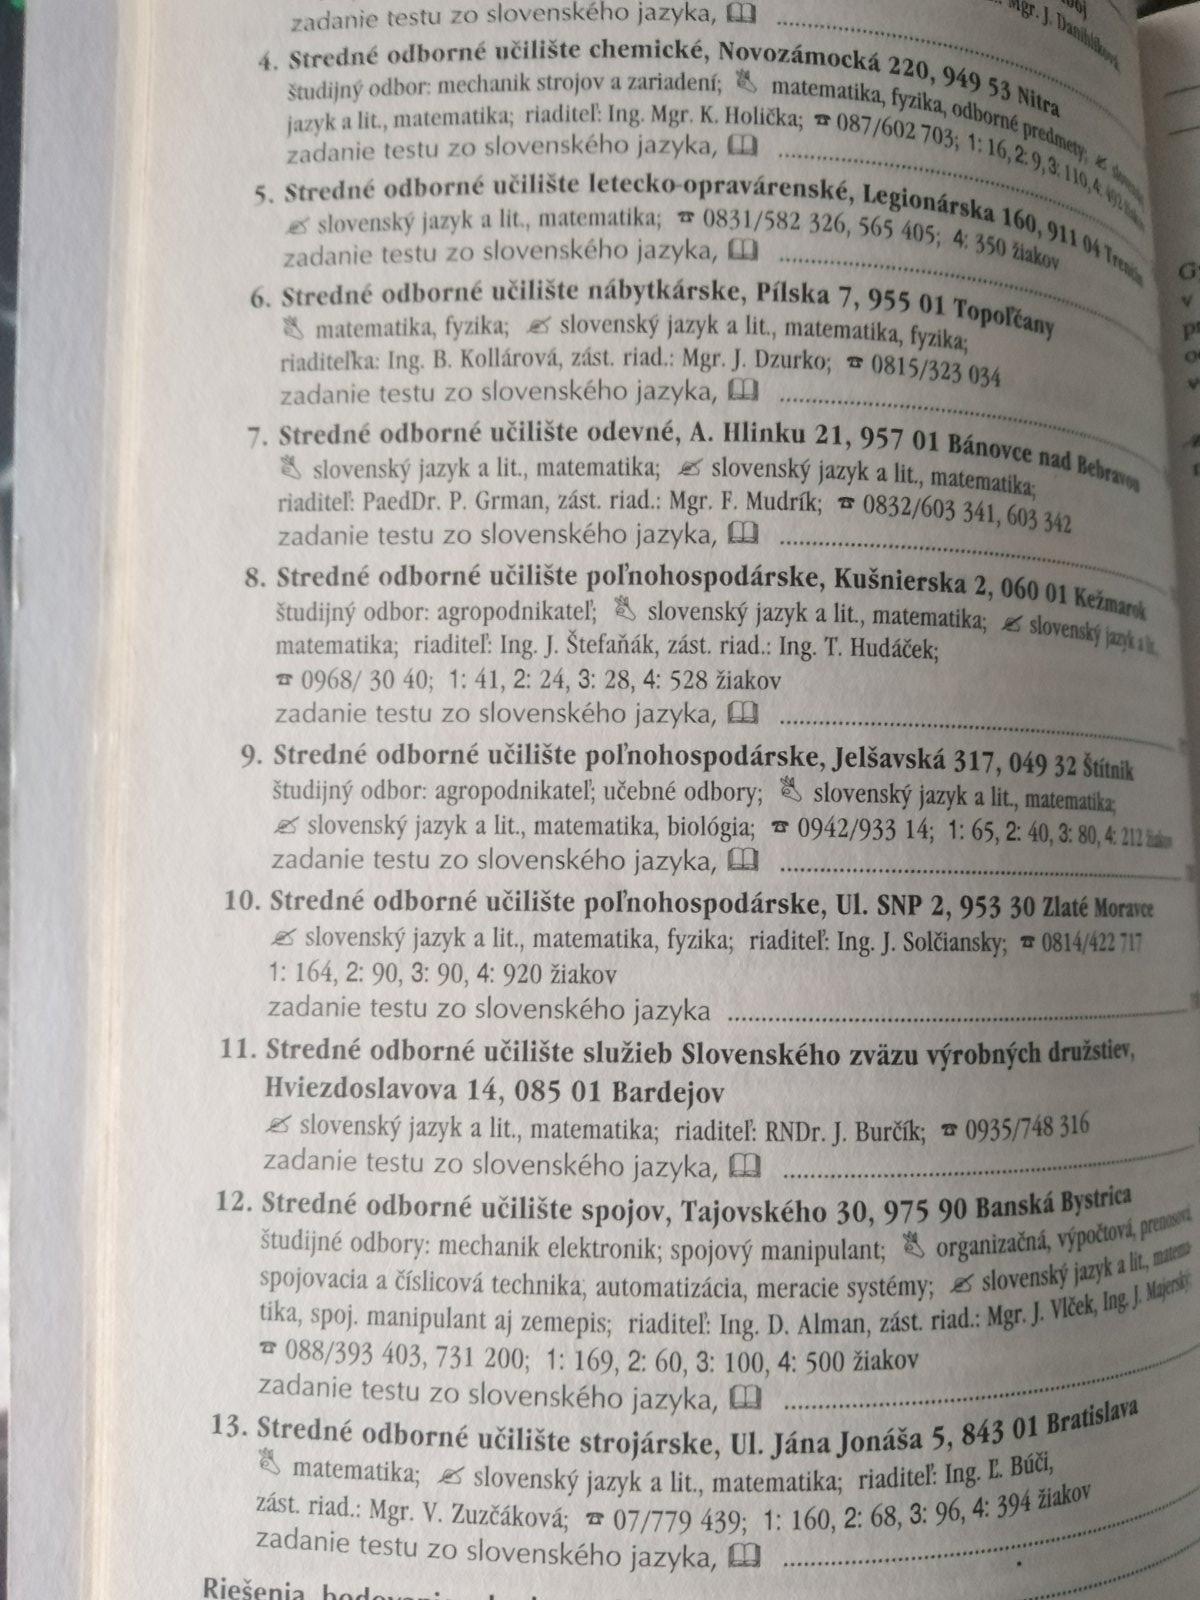 zadanie testu zo slovenského jazyka, 🕮 ........
Mgr. J. Danihlíková
4. Stredné odborné učilište chemické, Novozámocká 220, 949 53 Nitra
študijný odbor: mechanik strojov a zariadení; matematika, fyzika, odborné predmety; ✍ slovenský
jazyk a lit., matematika; riaditeľ: Ing. Mgr. K. Holička; ☎ 087/602 703; 1: 16, 2: 9, 3: 110, 4: 492 žiakov
zadanie testu zo slovenského jazyka, 🕮 ........
5. Stredné odborné učilište letecko-opravárenské, Legionárska 160, 911 04 Trenčín
✍ slovenský jazyk a lit., matematika; ☎ 0831/582 326, 565 405; 4: 350 žiakov
zadanie testu zo slovenského jazyka, 🕮 ........
6. Stredné odborné učilište nábytkárske, Pílska 7, 955 01 Topoľčany
matematika, fyzika; ✍ slovenský jazyk a lit., matematika, fyzika;
riaditeľka: Ing. B. Kollárová, zást. riad.: Mgr. J. Dzurko; ☎ 0815/323 034
zadanie testu zo slovenského jazyka, 🕮 ........
7. Stredné odborné učilište odevné, A. Hlinku 21, 957 01 Bánovce nad Bebravou
slovenský jazyk a lit., matematika; ✍ slovenský jazyk a lit., matematika;
riaditeľ: PaedDr. P. Grman, zást. riad.: Mgr. F. Mudrík; ☎ 0832/603 341, 603 342
zadanie testu zo slovenského jazyka, 🕮 ........
8. Stredné odborné učilište poľnohospodárske, Kušnierska 2, 060 01 Kežmarok
študijný odbor: agropodnikateľ; slovenský jazyk a lit., matematika; ✍ slovenský jazyk a lit.,
matematika; riaditeľ: Ing. J. Štefaňák, zást. riad.: Ing. T. Hudáček;
☎ 0968/ 30 40; 1: 41, 2: 24, 3: 28, 4: 528 žiakov
zadanie testu zo slovenského jazyka, 🕮 ........
9. Stredné odborné učilište poľnohospodárske, Jelšavská 317, 049 32 Štítnik
študijný odbor: agropodnikateľ; učebné odbory; slovenský jazyk a lit., matematika;
✍ slovenský jazyk a lit., matematika, biológia; ☎ 0942/933 14; 1: 65, 2: 40, 3: 80, 4: 212 žiakov
zadanie testu zo slovenského jazyka, 🕮 ........
10. Stredné odborné učilište poľnohospodárske, Ul. SNP 2, 953 30 Zlaté Moravce
✍ slovenský jazyk a lit., matematika, fyzika; riaditeľ: Ing. J. Solčiansky; ☎ 0814/422 717
1: 164, 2: 90, 3: 90, 4: 920 žiakov
zadanie testu zo slovenského jazyka ........
11. Stredné odborné učilište služieb Slovenského zväzu výrobných družstiev,
Hviezdoslavova 14, 085 01 Bardejov
✍ slovenský jazyk a lit., matematika; riaditeľ: RNDr. J. Burčík; ☎ 0935/748 316
zadanie testu zo slovenského jazyka, 🕮 ........
12. Stredné odborné učilište spojov, Tajovského 30, 975 90 Banská Bystrica
študijné odbory: mechanik elektronik; spojový manipulant; organizačná, výpočtová, prenosová
spojovacia a číslicová technika, automatizácia, meracie systémy; ✍ slovenský jazyk a lit., matema-
tika, spoj. manipulant aj zemepis; riaditeľ: Ing. D. Alman, zást. riad.: Mgr. J. Vlček, Ing. J. Majerský
☎ 088/393 403, 731 200; 1: 169, 2: 60, 3: 100, 4: 500 žiakov
zadanie testu zo slovenského jazyka, 🕮 ........
13. Stredné odborné učilište strojárske, Ul. Jána Jonáša 5, 843 01 Bratislava
matematika; ✍ slovenský jazyk a lit., matematika; riaditeľ: Ing. Ľ. Búči,
zást. riad.: Mgr. V. Zuzčáková; ☎ 07/779 439; 1: 160, 2: 68, 3: 96, 4: 394 žiakov
zadanie testu zo slovenského jazyka, 🕮 ........
Riešenia